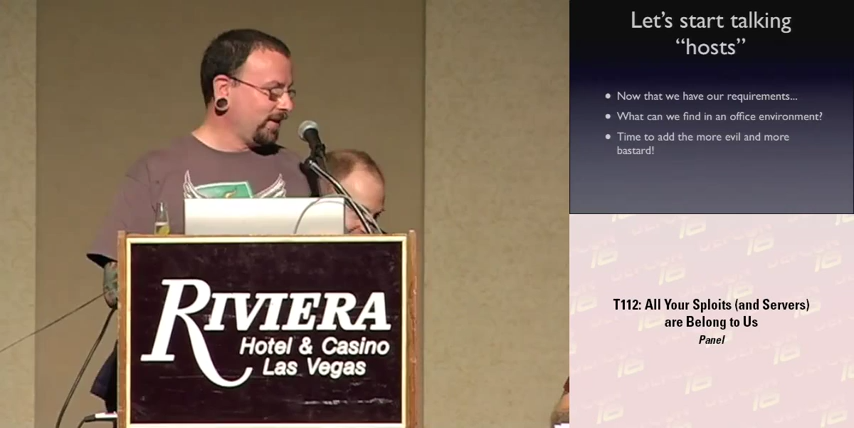 Let's start talking
"hosts"
Now that we have our requirements...
What can we find in an office environment?
Time to add the more evil and more
bastard!
T112: All Your Sploits (and Servers)
are Belong to Us
Panel
RIVIERA
Hotel & Casino
Las Vegas